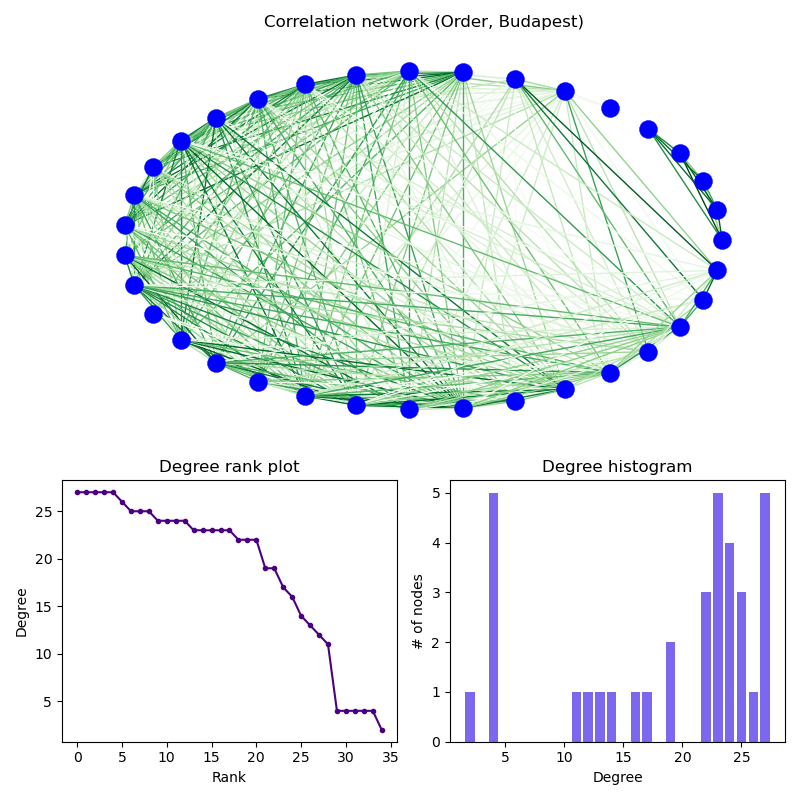 Correlation network (Order, Budapest)
Degree rank plot
Degree
25
20
15
10
5
0 5 10 15 20 25 30 35
Rank
Degree histogram
# of nodes
5
4
3
2
1
0
5 10 15 20 25
Degree